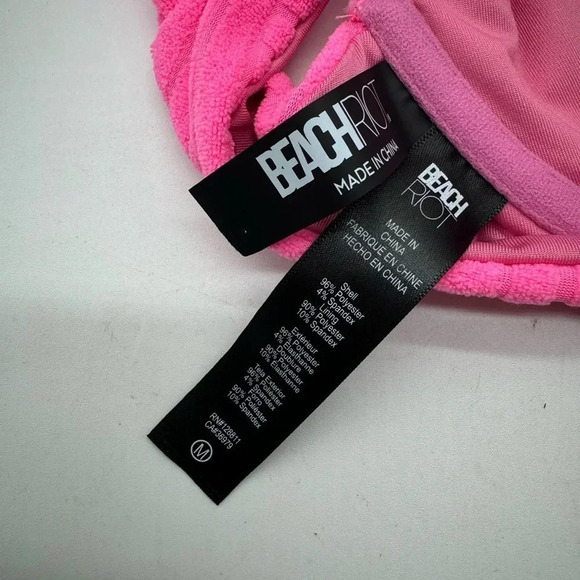 BEACHRIOT®
MADE IN CHINA
BEACH
RIOT
MADE IN
CHINA
FABRIQUE EN CHINE
HECHO EN CHINA
Shell
96% Polyester
4% Spandex
Lining
90% Polyester
10% Spandex
Extérieur
96% Polyester
4% Élasthanne
Doublure
90% Polyester
10% Élasthanne
Tela Exterior
96% Poliéster
4% Spandex
Forro
90% Poliéster
10% Spandex
RN#128811
CA#36979
M